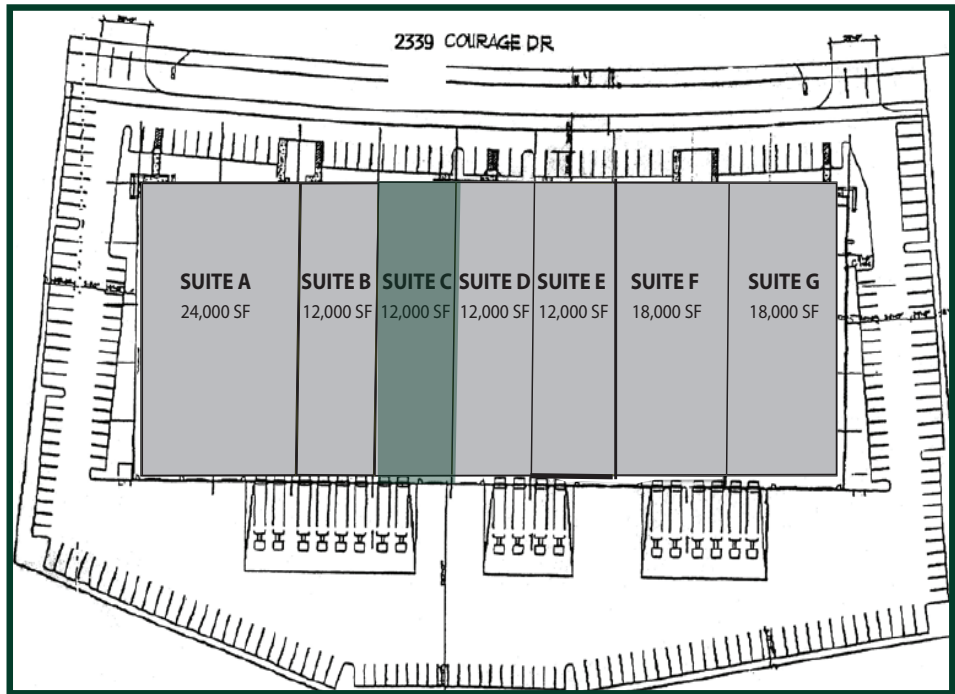 2339 COURAGE DR
SUITE A
24,000 SF
SUITE B
12,000 SF
SUITE C
12,000 SF
SUITE D
12,000 SF
SUITE E
12,000 SF
SUITE F
18,000 SF
SUITE G
18,000 SF